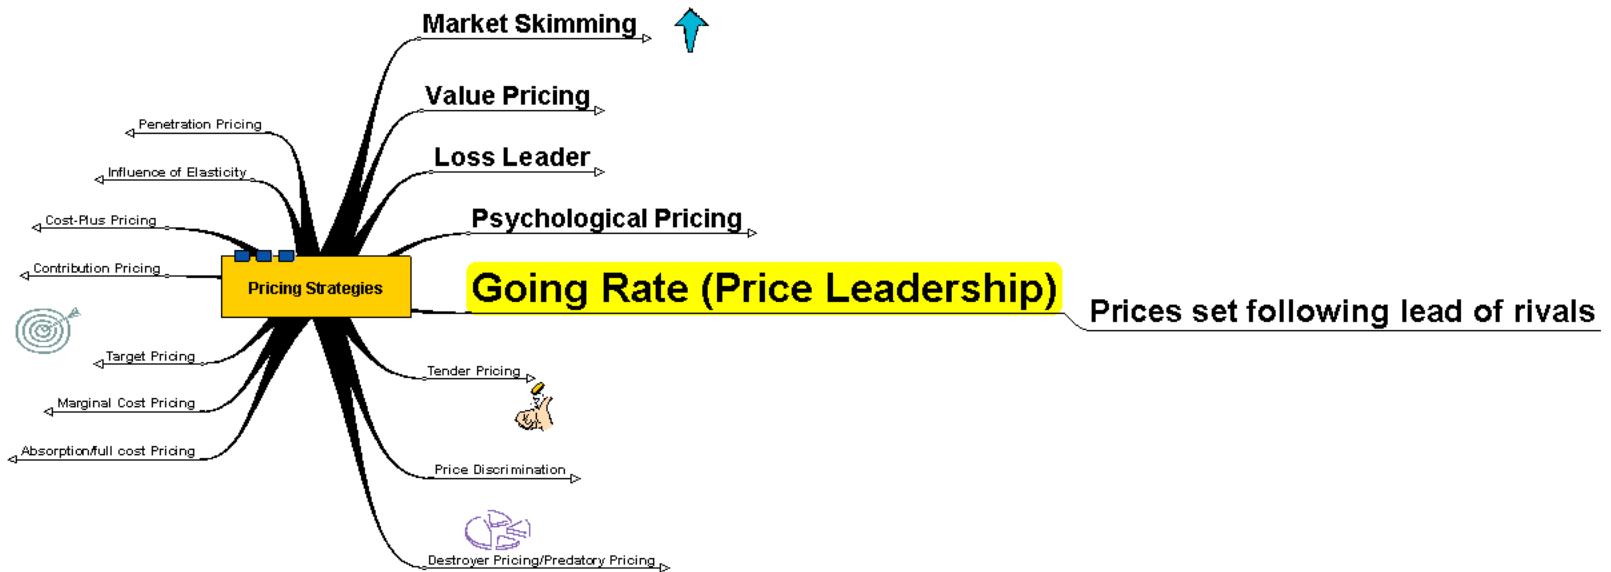 Market Skimming
Value Pricing
Penetration Pricing
Loss Leader
Influence of Elasticity
Cost-Plus Pricing
Psychological Pricing
Contribution Pricing
Pricing Strategies
Going Rate (Price Leadership)
Prices set following lead of rivals
Target Pricing
Tender Pricing
Marginal Cost Pricing
Absorption/full cost Pricing
Price Discrimination
Destroyer Pricing/Predatory Pricing